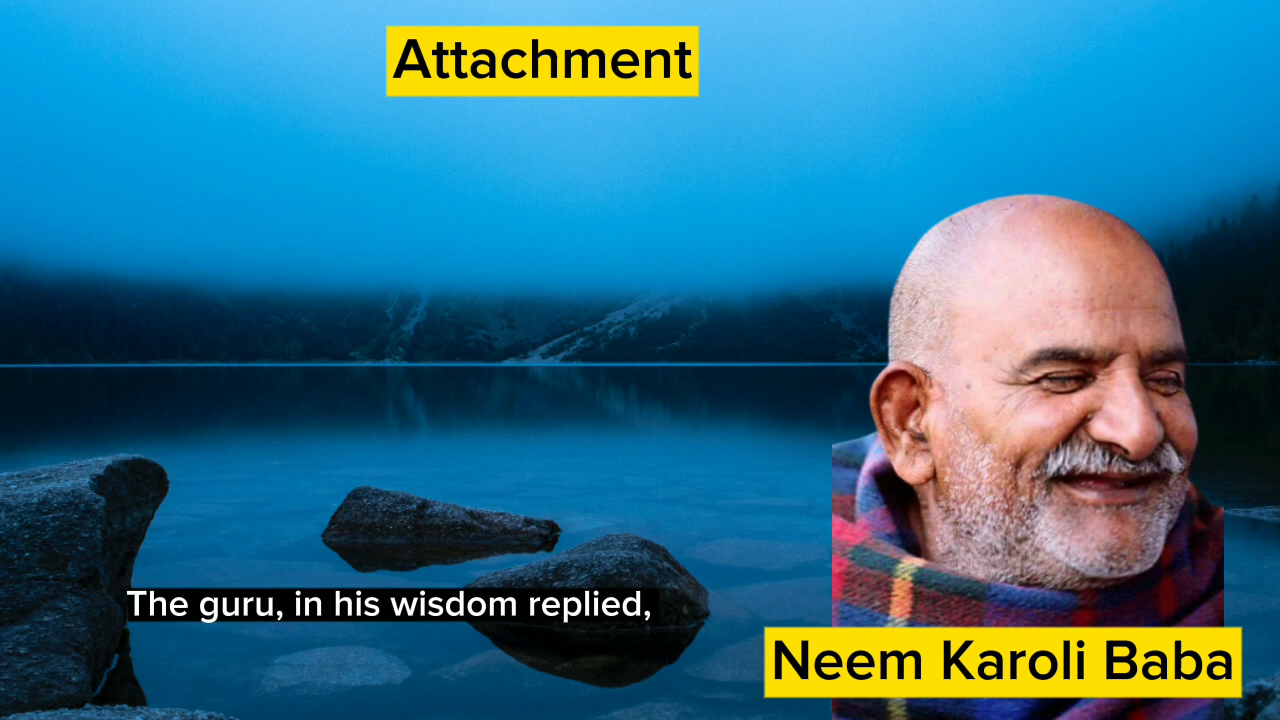 Attachment
The guru, in his wisdom replied,
Neem Karoli Baba